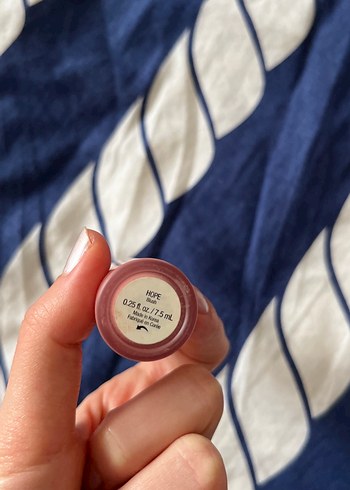 HOPE
Blush
0.25 fl. oz. / 7.5 mL
Made in Korea
Fabriqué en Corée